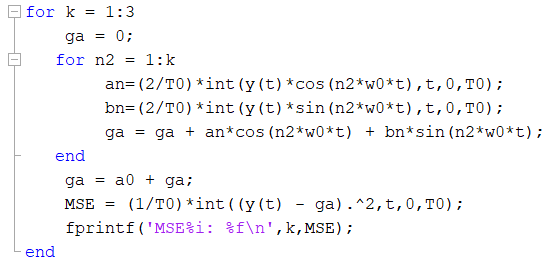 for k = 1:3
    ga = 0;
   for n2 = 1:k
        an=(2/T0)*int(y(t)*cos(n2*w0*t),t,0,T0);
        bn=(2/T0)*int(y(t)*sin(n2*w0*t),t,0,T0);
        ga = ga + an*cos(n2*w0*t) + bn*sin(n2*w0*t);
   end
    ga = a0 + ga;
    MSE = (1/T0)*int((y(t) - ga).^2,t,0,T0);
    fprintf('MSE%i: %f\n',k,MSE);
end